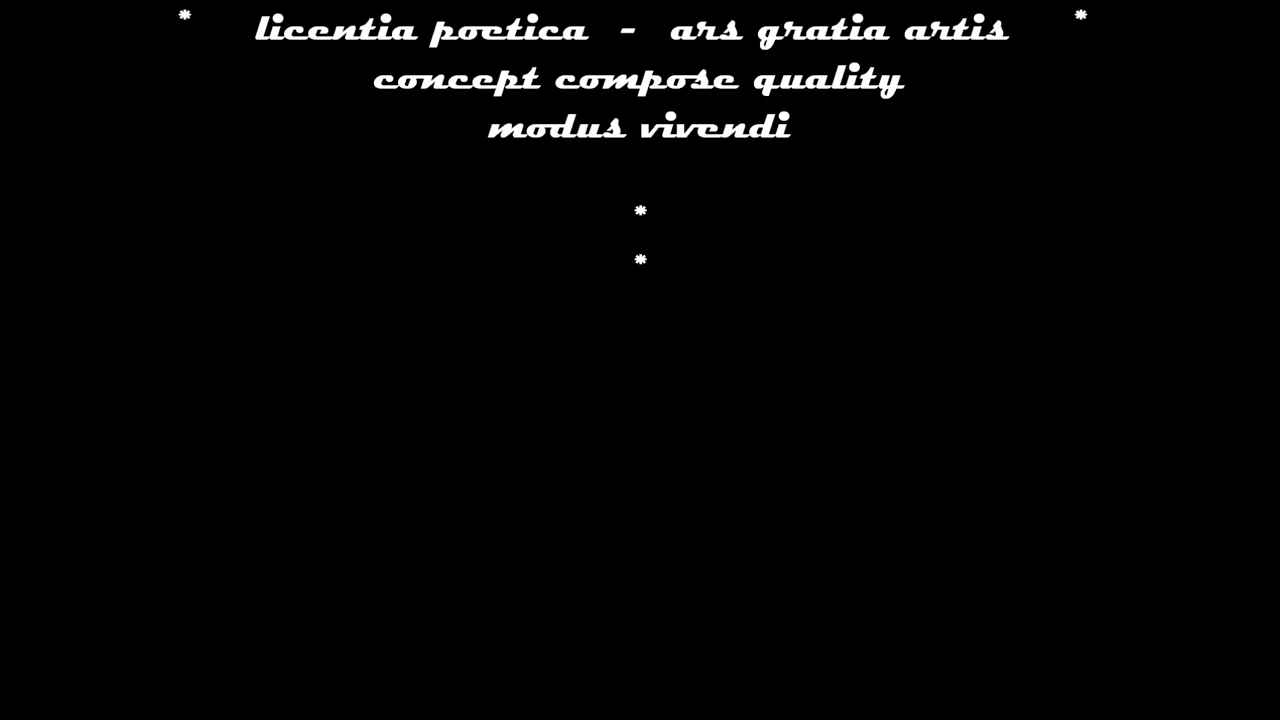 * licentia poetica - ars gratia artis *
concept compose quality
modus vivendi
*
*